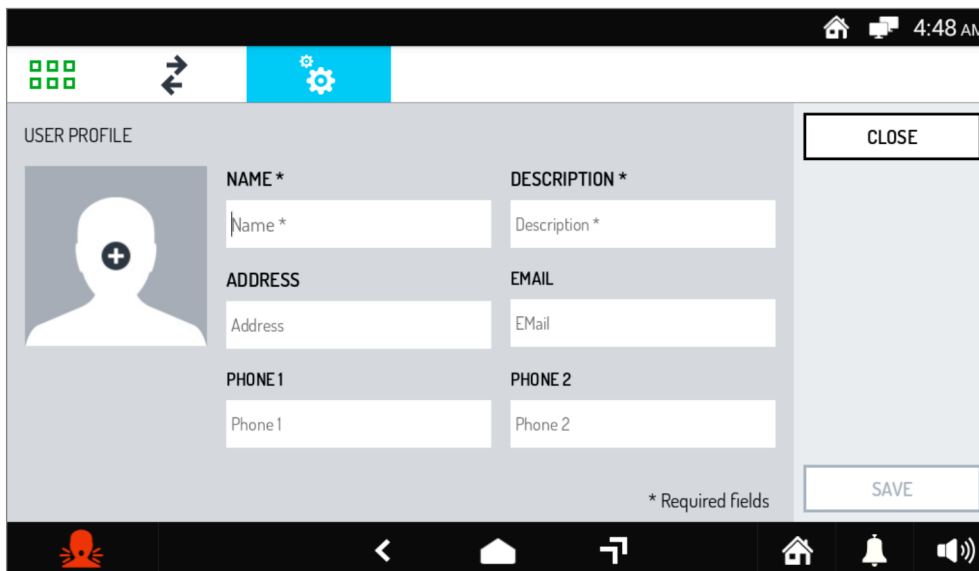 4:48 AM
USER PROFILE
CLOSE
NAME *
DESCRIPTION *
Name *
Description *
ADDRESS
EMAIL
Address
EMail
PHONE 1
PHONE 2
Phone 1
Phone 2
* Required fields
SAVE